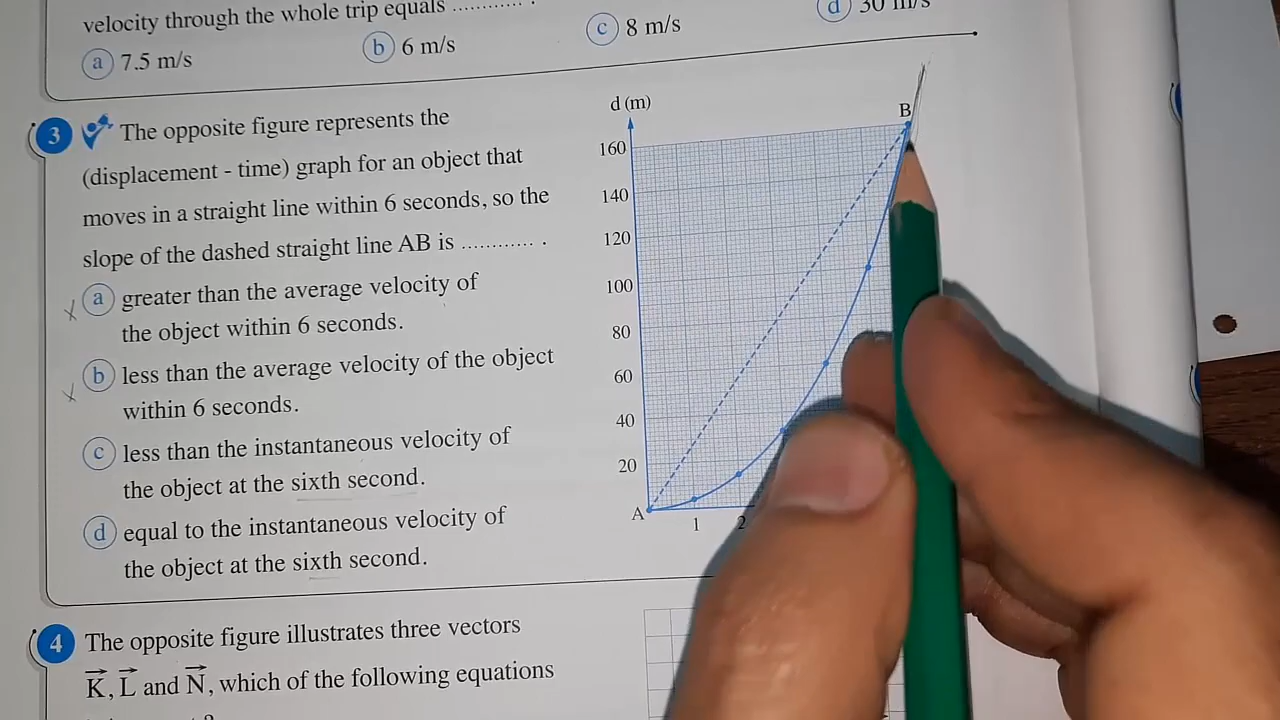 velocity through the whole trip equals ............ .
a 7.5 m/s
b 6 m/s
c 8 m/s
d 30 m/s
3 The opposite figure represents the
(displacement - time) graph for an object that
moves in a straight line within 6 seconds, so the
slope of the dashed straight line AB is ............ .
a greater than the average velocity of
the object within 6 seconds.
b less than the average velocity of the object
within 6 seconds.
c less than the instantaneous velocity of
the object at the sixth second.
d equal to the instantaneous velocity of
the object at the sixth second.
d (m)
B
160
140
120
100
80
60
40
20
A
1 2
4 The opposite figure illustrates three vectors
K⃗, L⃗ and N⃗, which of the following equations